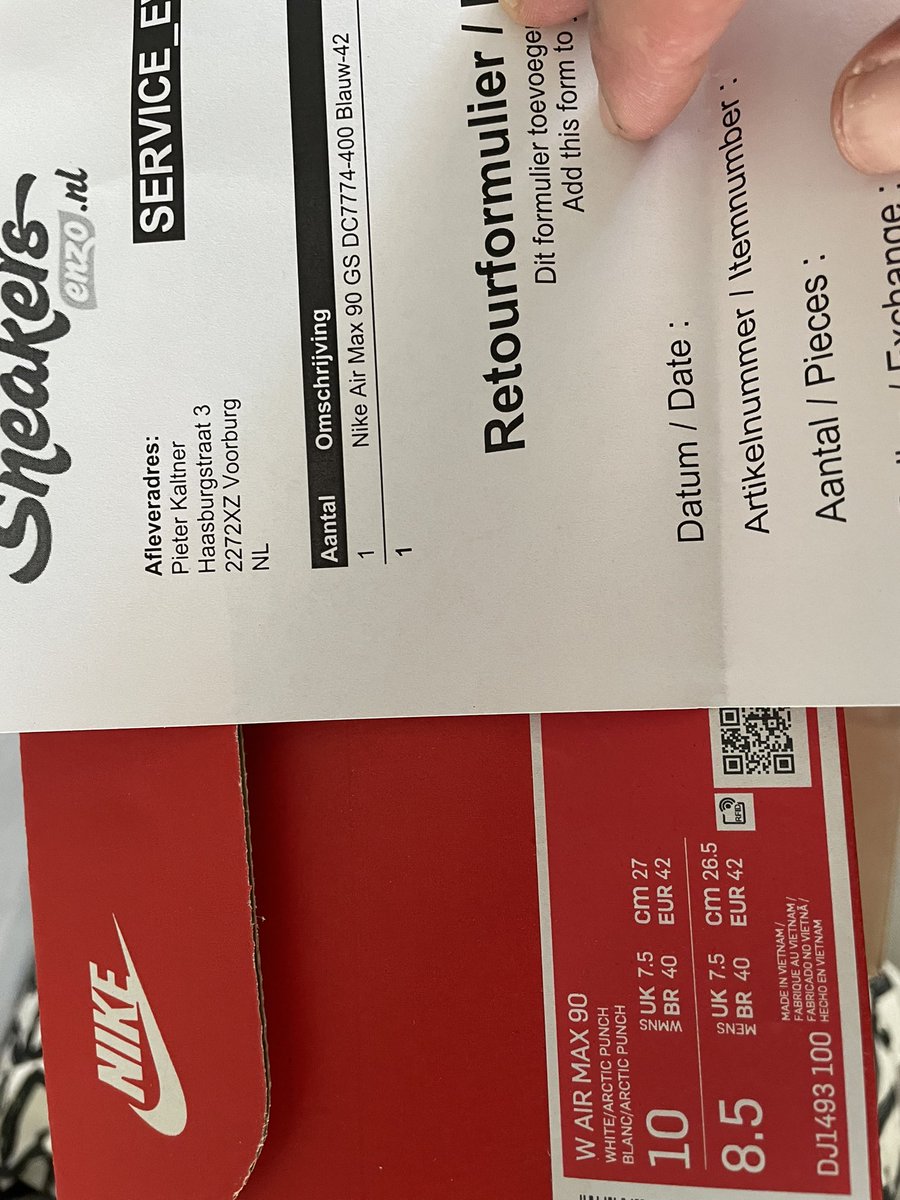 Sneakers
enzo.nl
SERVICE_E
Afleveradres:
Pieter Kaltner
Haasburgstraat 3
2272XZ Voorburg
NL
Aantal Omschrijving
1 Nike Air Max 90 GS DC7774-400 Blauw-42
1
Retourformulier /
Dit formulier toevoege
Add this form to
Datum / Date :
Artikelnummer / Itemnumber :
Aantal / Pieces :
/ Exchange :
NIKE
W AIR MAX 90
WHITE/ARCTIC PUNCH
BLANC/ARCTIC PUNCH
10 WMNS UK 7.5 cm 27
BR 40 EUR 42
8.5 MENS UK 7.5 cm 26.5
BR 40 EUR 42
RFID
MADE IN VIETNAM /
FABRIQUE AU VIETNAM /
FABRICADO NO VIETNÃ /
HECHO EN VIETNAM
DJ1493 100